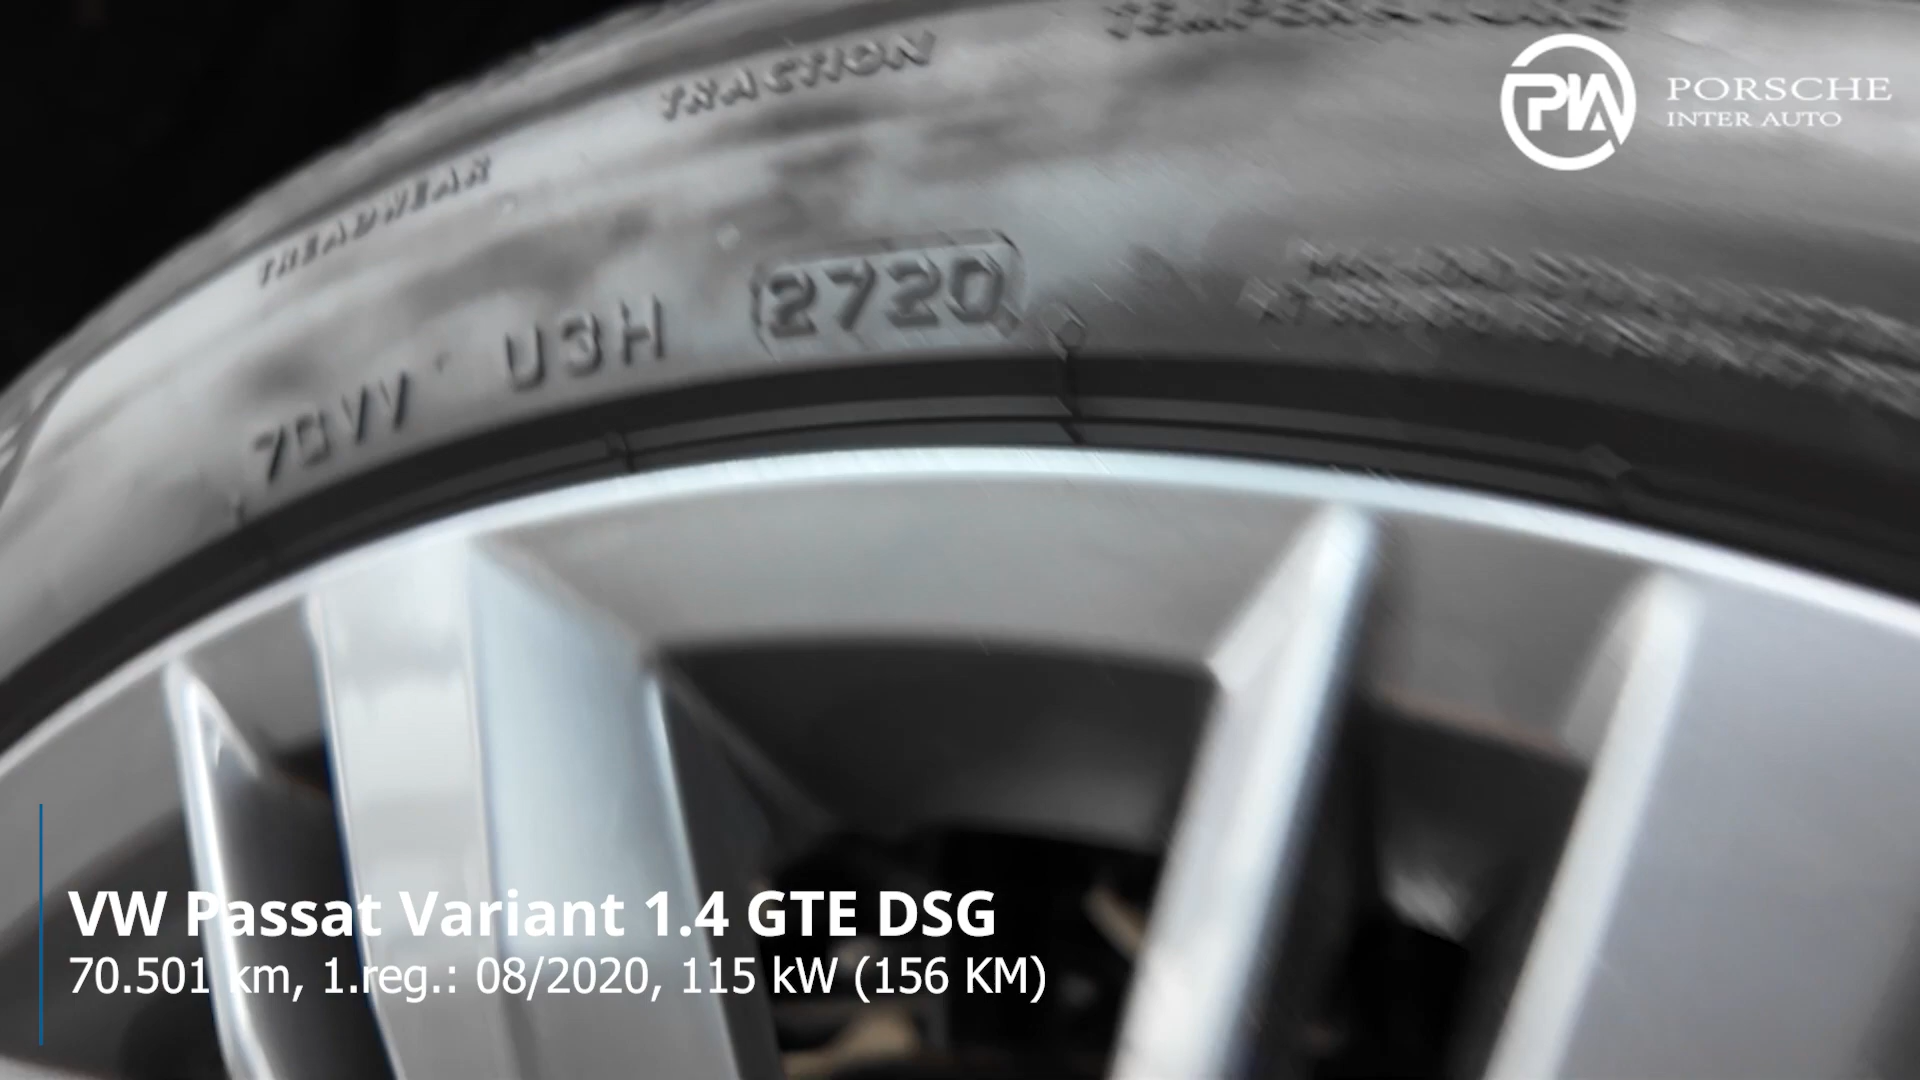 TRACTION
PORSCHE
INTER AUTO
TREADWEAR
70VV U3H 2720
VW Passat Variant 1.4 GTE DSG
70.501 km, 1.reg.: 08/2020, 115 kW (156 KM)